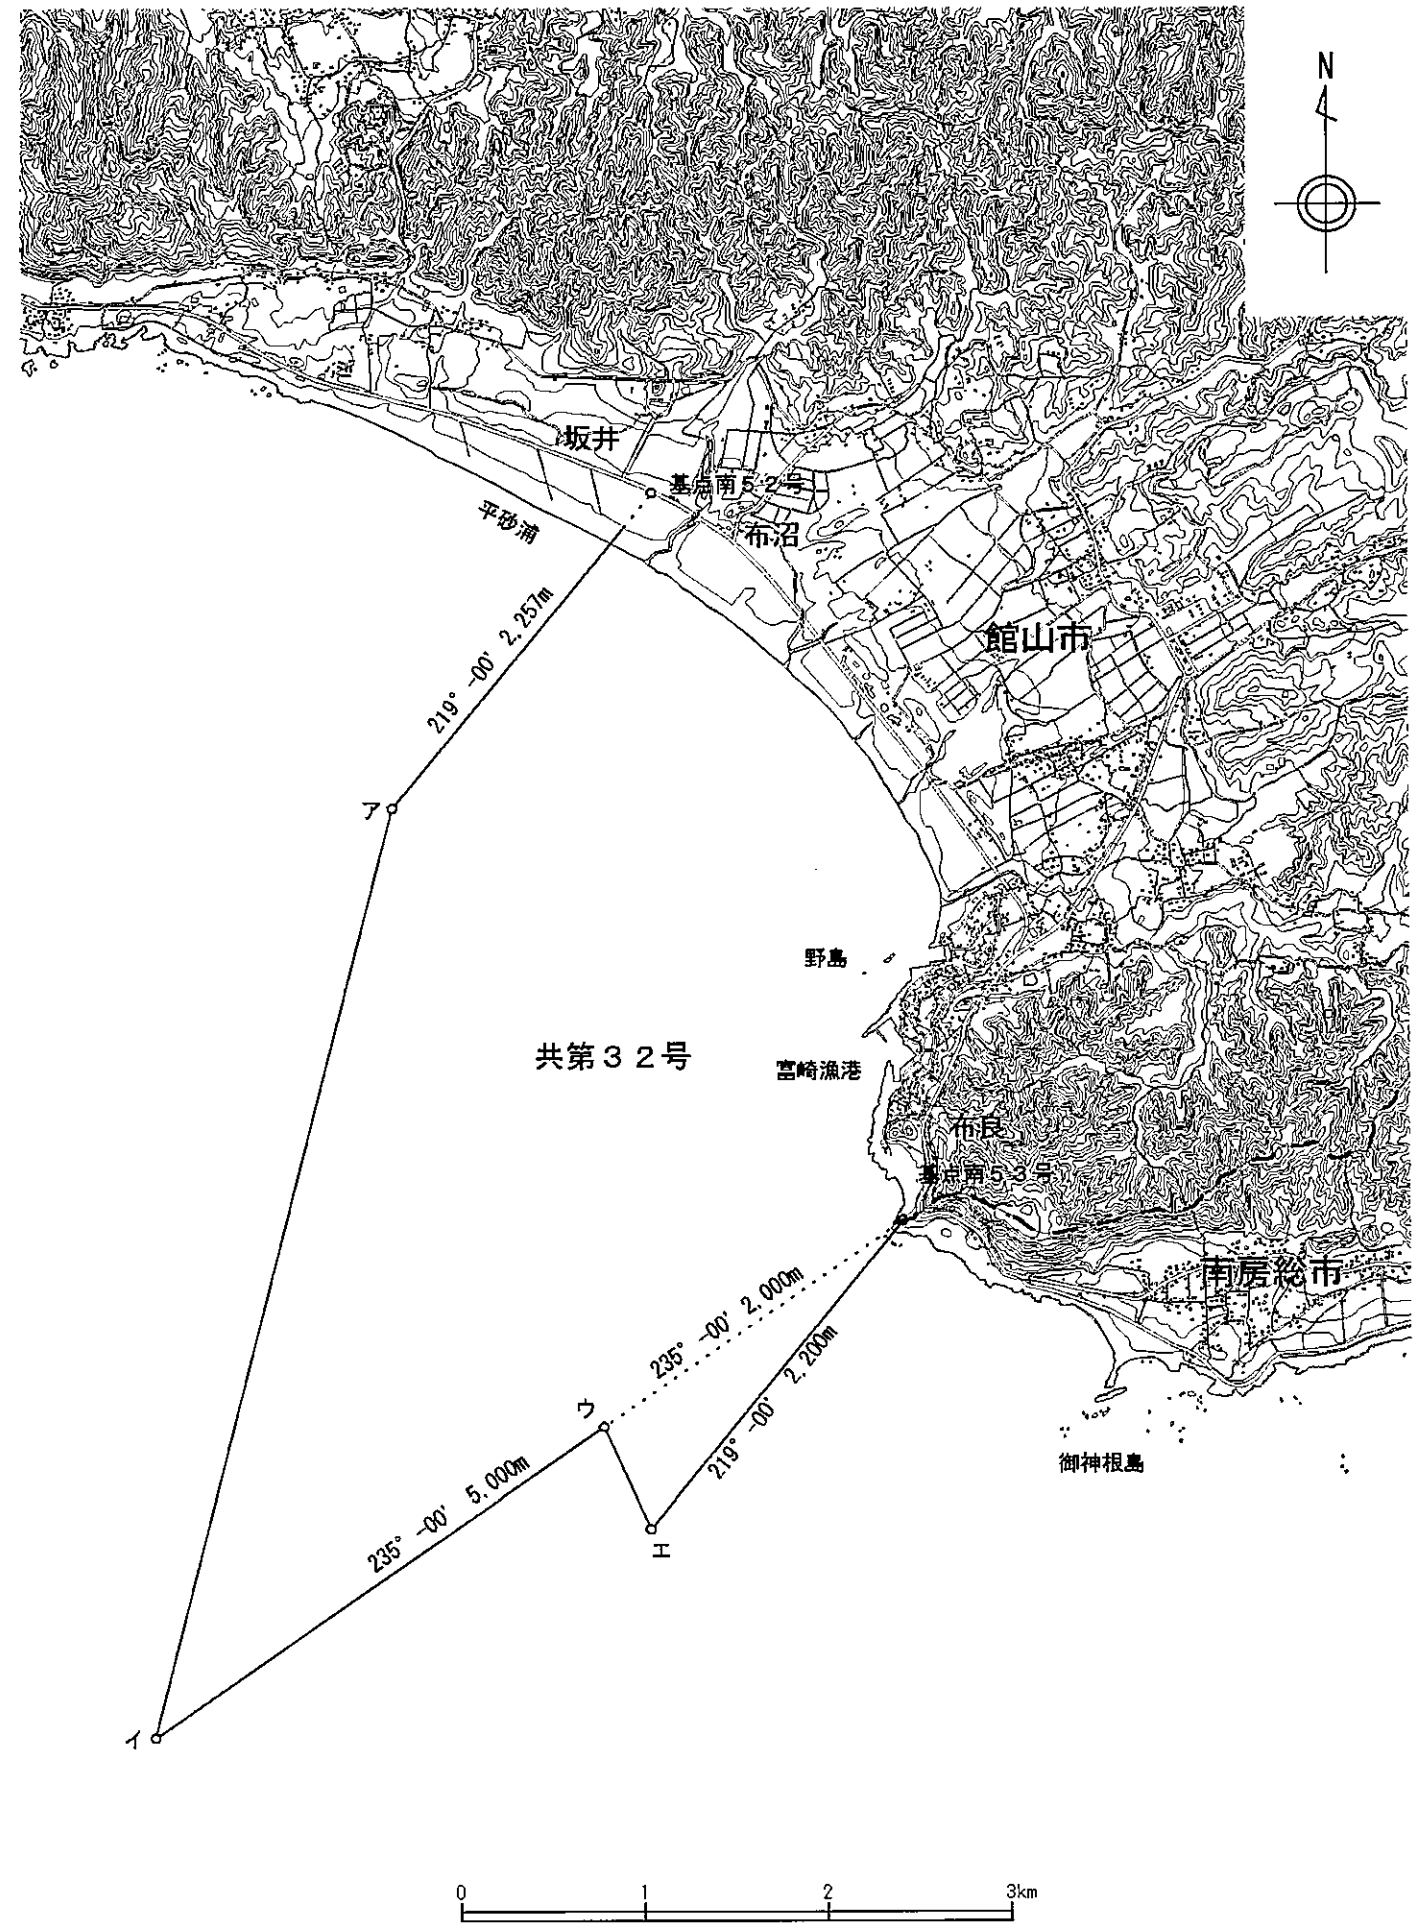 N
坂井
基点南52号
平砂浦
布沼
館山市
219°-00' 2,257m
ア
野島
共第32号
富崎漁港
布良
基点南53号
南房総市
235°-00' 2,000m
219°-00' 2,200m
ウ
御神根島
235°-00' 5,000m
エ
イ
0 1 2 3km